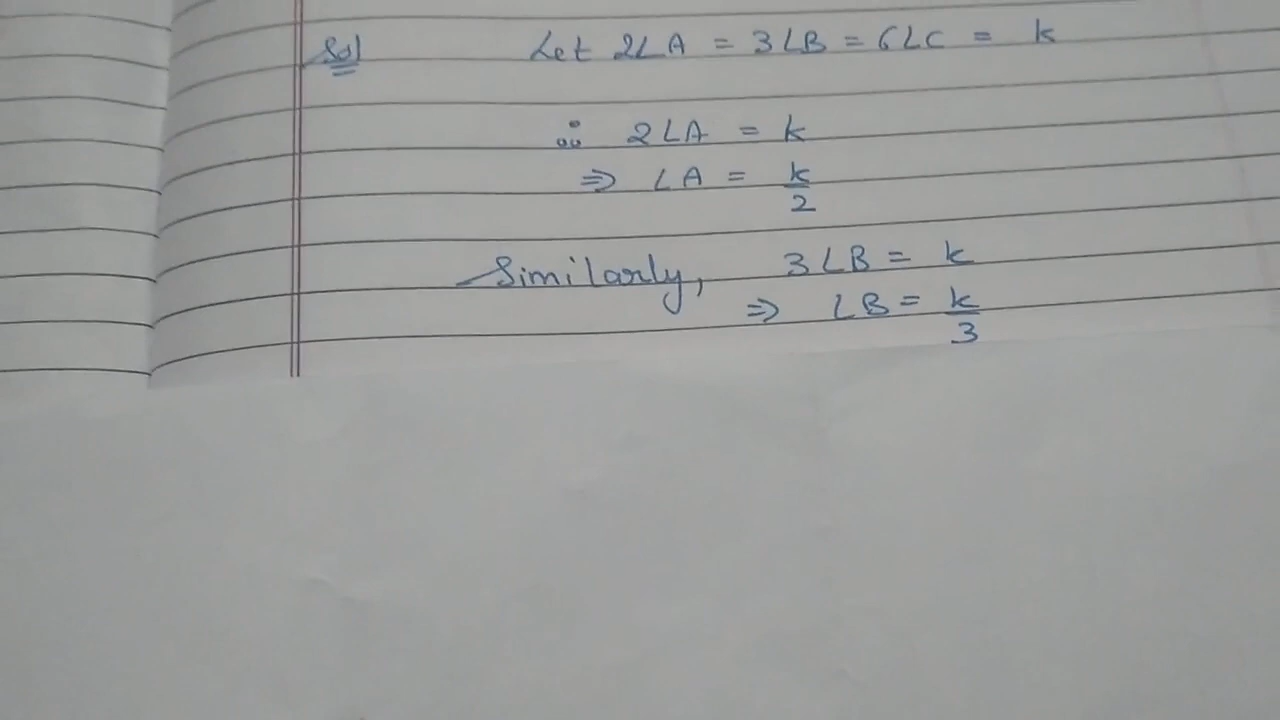 Sol Let 2∠A = 3∠B = 6∠C = k
∴ 2∠A = k
⇒ ∠A = k/2
Similarly, 3∠B = k
⇒ ∠B = k/3